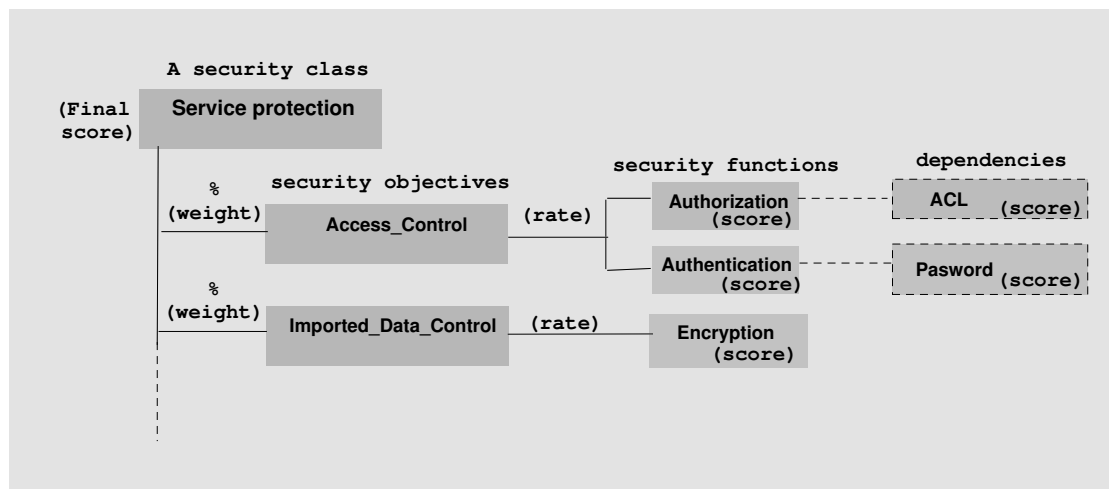 A security class
(Final
score)
Service protection
%
(weight)
security objectives
Access_Control
(rate)
security functions
Authorization
(score)
dependencies
ACL
(score)
Authentication
(score)
Pasword
(score)
%
(weight)
Imported_Data_Control
(rate)
Encryption
(score)